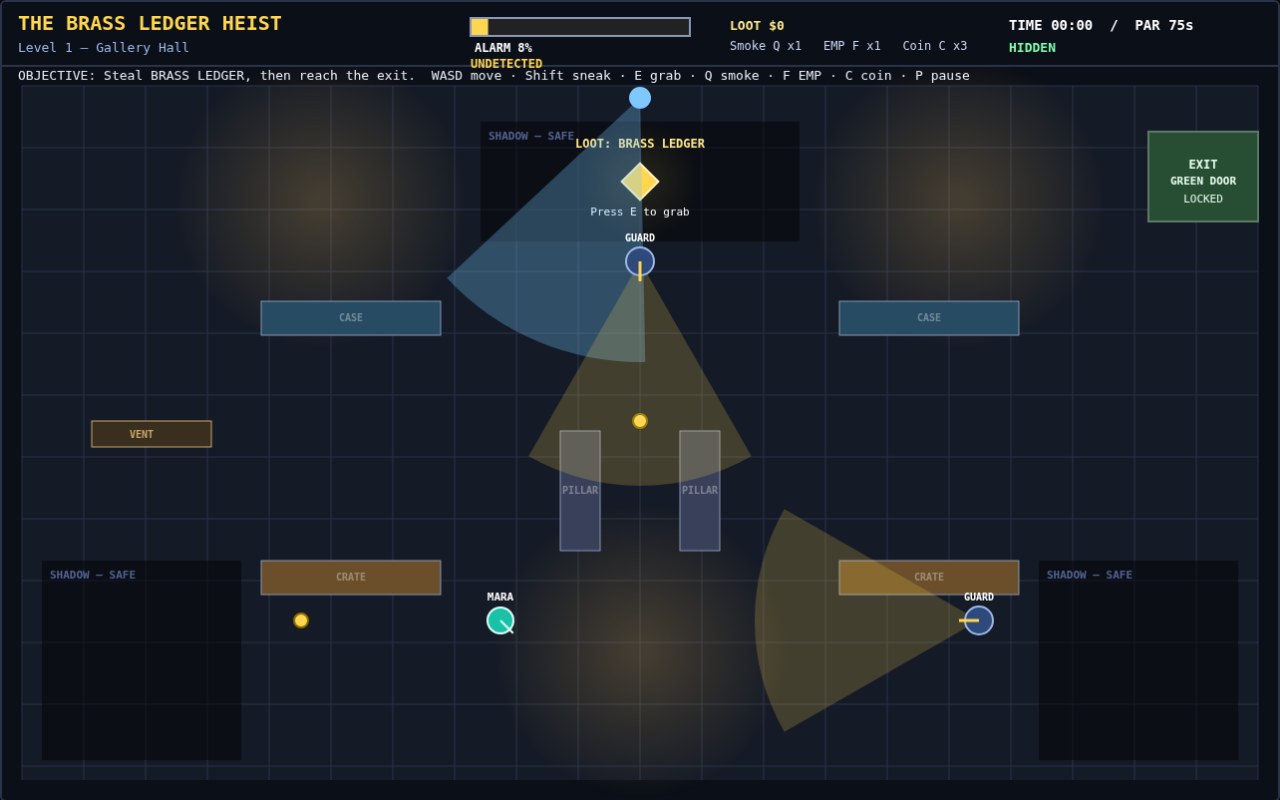 THE BRASS LEDGER HEIST
Level 1 — Gallery Hall
ALARM 8%
UNDETECTED
LOOT $0
Smoke Q x1 EMP F x1 Coin C x3
TIME 00:00 / PAR 75s
HIDDEN
OBJECTIVE: Steal BRASS LEDGER, then reach the exit. WASD move · Shift sneak · E grab · Q smoke · F EMP · C coin · P pause
SHADOW — SAFE
LOOT: BRASS LEDGER
Press E to grab
EXIT
GREEN DOOR
LOCKED
GUARD
CASE
CASE
VENT
PILLAR
PILLAR
SHADOW — SAFE
CRATE
MARA
CRATE
GUARD
SHADOW — SAFE